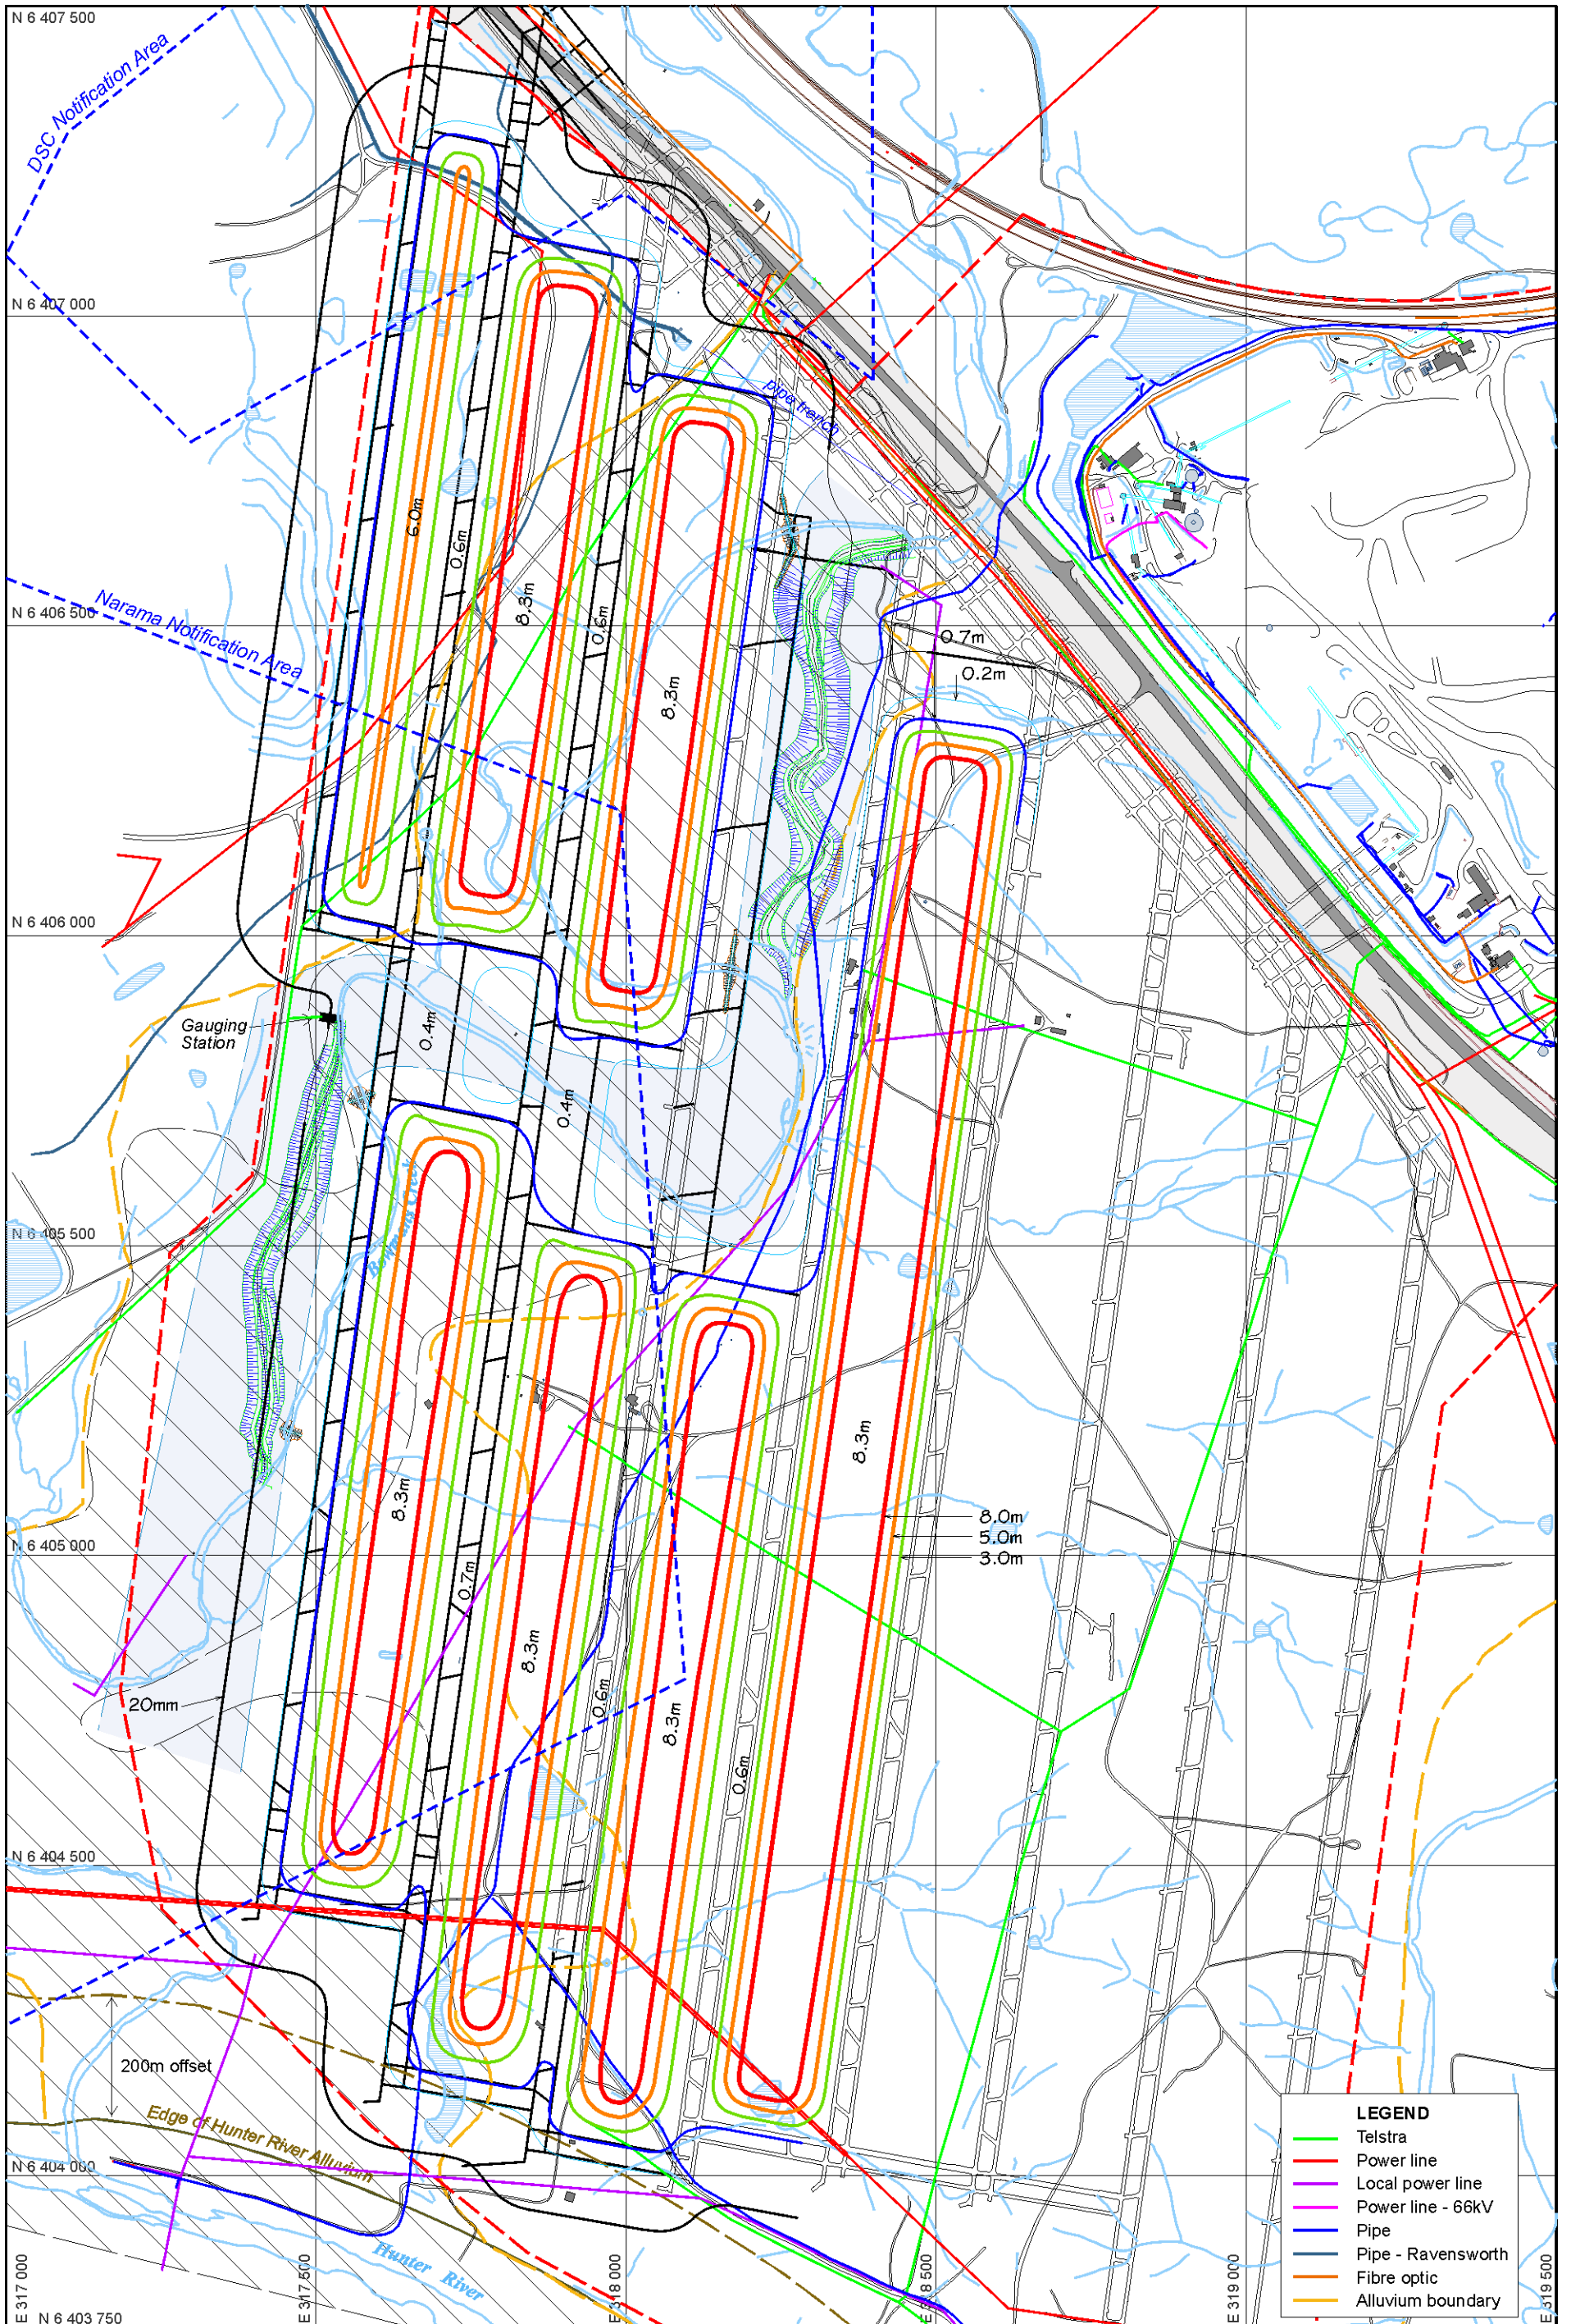 N 6 407 500
DSC Notification Area
N 6 407 000
pipe trench
6.0m
0.6m
8.3m
0.6m
8.3m
N 6 406 500
Narama Notification Area
0.7m
0.2m
N 6 406 000
Gauging
Station
0.4m
0.4m
N 6 405 500
Bowmans Creek
8.3m
8.3m
8.0m
5.0m
3.0m
N 6 405 000
0.7m
8.3m
0.6m
8.3m
0.6m
20mm
N 6 404 500
200m offset
Edge of Hunter River Alluvium
N 6 404 000
Hunter River
LEGEND
Telstra
Power line
Local power line
Power line - 66kV
Pipe
Pipe - Ravensworth
Fibre optic
Alluvium boundary
E 317 000
E 317 500
E 318 000
E 318 500
E 319 000
319 500
N 6 403 750